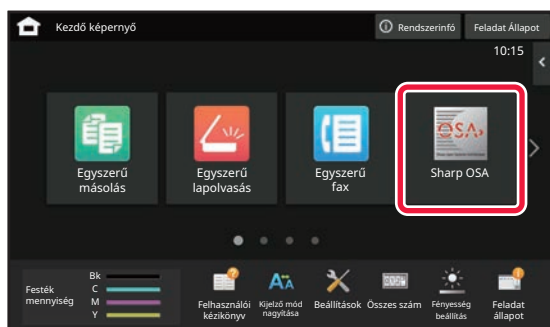 Kezdő képernyő
Rendszerinfó
Feladat Állapot
10:15
Egyszerű
másolás
Egyszerű
lapolvasás
Egyszerű
fax
OSA
Sharp OSA
Festék
mennyiség
Bk
C
M
Y
Felhasználói
kézikönyv
Kijelző mód
nagyítása
Beállítások
Összes szám
Fényesség
beállítás
Feladat
állapot